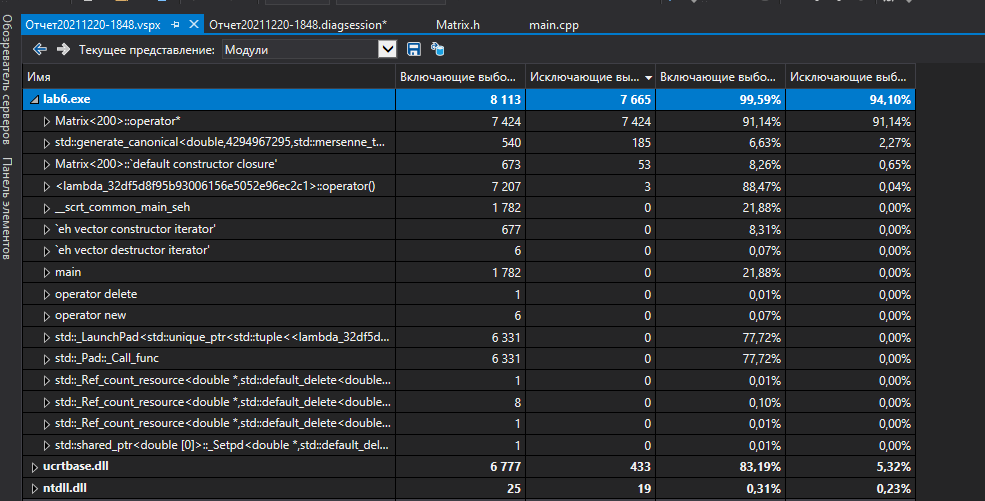 Отчет20211220-1848.vspx Отчет20211220-1848.diagsession* Matrix.h main.cpp
Обозреватель серверов
Панель элементов
Текущее представление: Модули
Имя Включающие выбо... Исключающие вы... Включающие выбо... Исключающие выб...
lab6.exe 8 113 7 665 99,59% 94,10%
Matrix<200>::operator* 7 424 7 424 91,14% 91,14%
std::generate_canonical<double,4294967295,std::mersenne_t... 540 185 6,63% 2,27%
Matrix<200>::`default constructor closure' 673 53 8,26% 0,65%
<lambda_32df5d8f95b93006156e5052e96ec2c1>::operator() 7 207 3 88,47% 0,04%
__scrt_common_main_seh 1 782 0 21,88% 0,00%
`eh vector constructor iterator' 677 0 8,31% 0,00%
`eh vector destructor iterator' 6 0 0,07% 0,00%
main 1 782 0 21,88% 0,00%
operator delete 1 0 0,01% 0,00%
operator new 6 0 0,07% 0,00%
std::_LaunchPad<std::unique_ptr<std::tuple<<lambda_32df5d... 6 331 0 77,72% 0,00%
std::_Pad::_Call_func 6 331 0 77,72% 0,00%
std::_Ref_count_resource<double *,std::default_delete<double... 1 0 0,01% 0,00%
std::_Ref_count_resource<double *,std::default_delete<double... 8 0 0,10% 0,00%
std::_Ref_count_resource<double *,std::default_delete<double... 1 0 0,01% 0,00%
std::shared_ptr<double [0]>::_Setpd<double *,std::default_del... 1 0 0,01% 0,00%
ucrtbase.dll 6 777 433 83,19% 5,32%
ntdll.dll 25 19 0,31% 0,23%